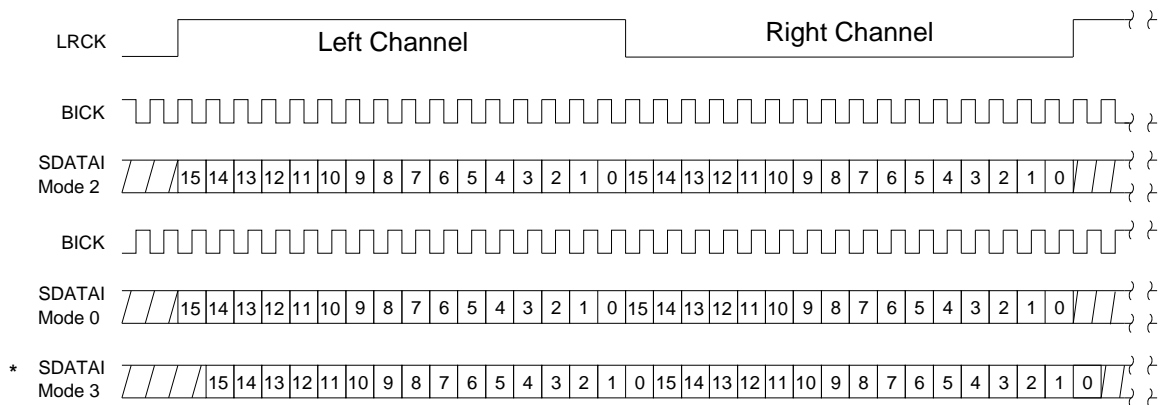 LRCK Left Channel Right Channel
BICK
SDATAI
Mode 2
15 14 13 12 11 10 9 8 7 6 5 4 3 2 1 0 15 14 13 12 11 10 9 8 7 6 5 4 3 2 1 0
BICK
SDATAI
Mode 0
15 14 13 12 11 10 9 8 7 6 5 4 3 2 1 0 15 14 13 12 11 10 9 8 7 6 5 4 3 2 1 0
* SDATAI
Mode 3
15 14 13 12 11 10 9 8 7 6 5 4 3 2 1 0 15 14 13 12 11 10 9 8 7 6 5 4 3 2 1 0